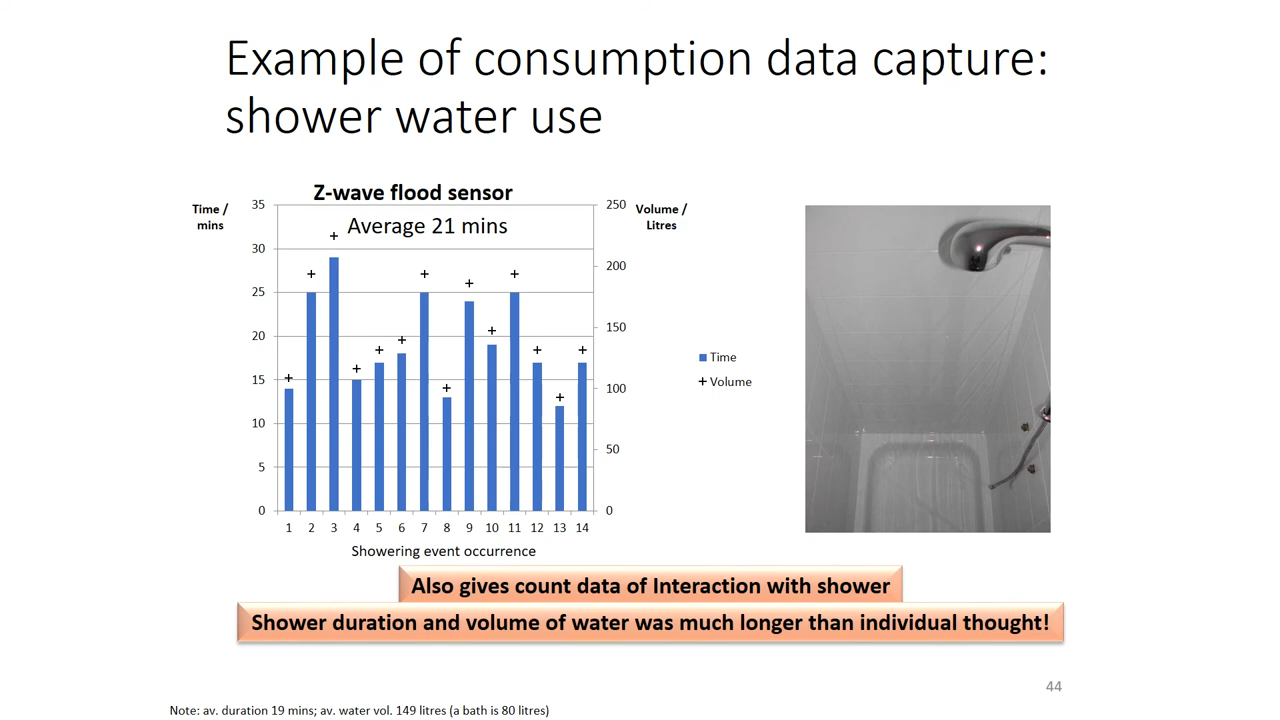 Example of consumption data capture:
shower water use
Z-wave flood sensor
Time /
mins
Volume /
Litres
Average 21 mins
35
30
25
20
15
10
5
0
250
200
150
100
50
0
1 2 3 4 5 6 7 8 9 10 11 12 13 14
Showering event occurrence
Time
Volume
Also gives count data of Interaction with shower
Shower duration and volume of water was much longer than individual thought!
44
Note: av. duration 19 mins; av. water vol. 149 litres (a bath is 80 litres)